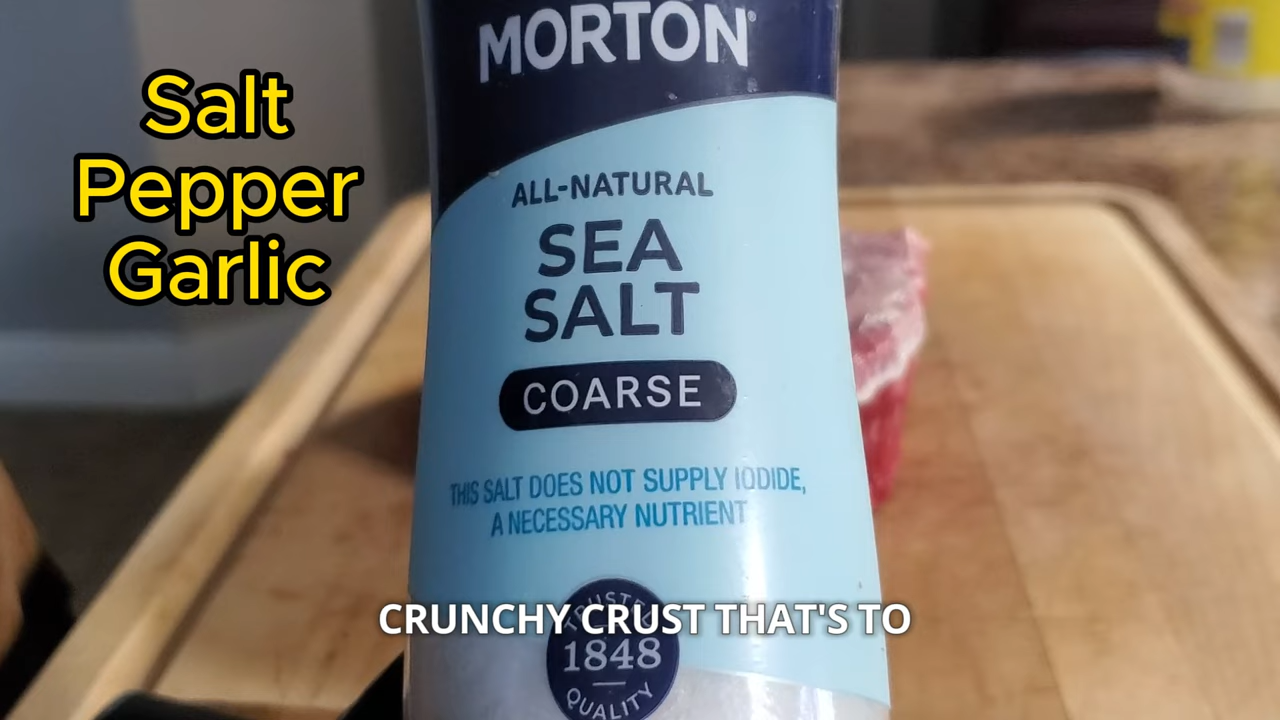 Salt
Pepper
Garlic
MORTON®
ALL-NATURAL
SEA
SALT
COARSE
THIS SALT DOES NOT SUPPLY IODIDE,
A NECESSARY NUTRIENT
TRUSTED
1848
QUALITY
CRUNCHY CRUST THAT'S TO